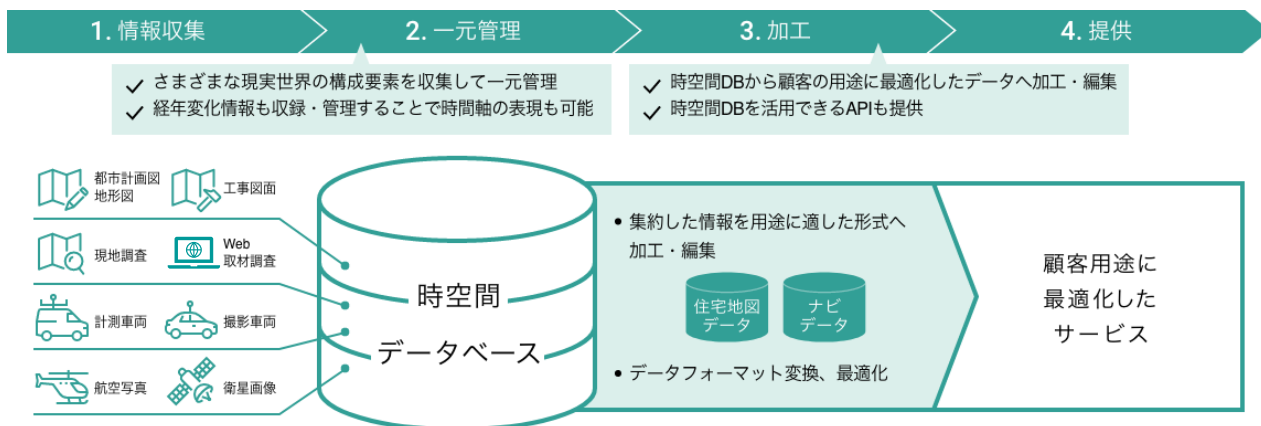 1. 情報収集
2. 一元管理
3. 加工
4. 提供
✓ さまざまな現実世界の構成要素を収集して一元管理
✓ 経年変化情報も収録・管理することで時間軸の表現も可能
✓ 時空間DBから顧客の用途に最適化したデータへ加工・編集
✓ 時空間DBを活用できるAPIも提供
都市計画図
地形図
工事図面
現地調査
Web
取材調査
計測車両
撮影車両
航空写真
衛星画像
時空間
データベース
• 集約した情報を用途に適した形式へ
加工・編集
住宅地図
データ
ナビ
データ
• データフォーマット変換、最適化
顧客用途に
最適化した
サービス